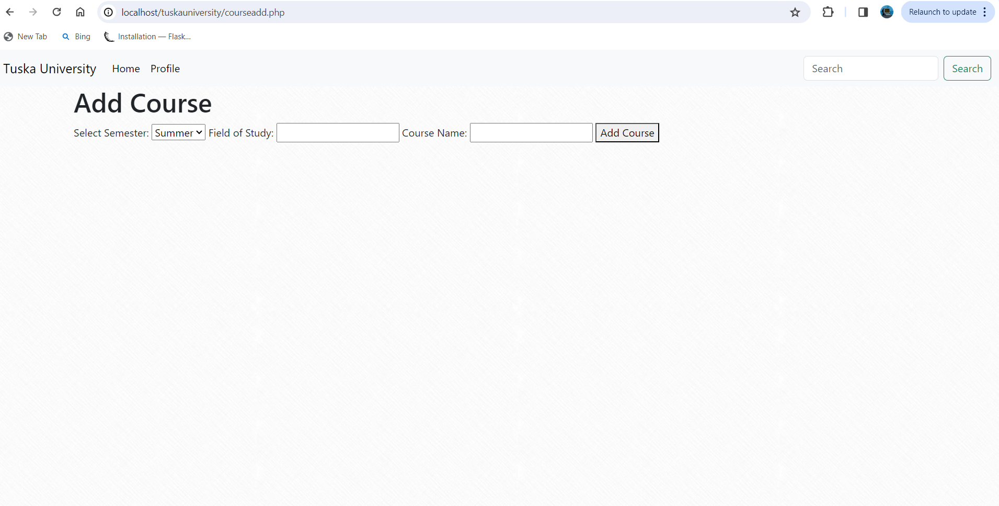 localhost/tuskauniversity/courseadd.php Relaunch to update
New Tab Bing Installation — Flask...
Tuska University Home Profile Search Search
Add Course
Select Semester: Summer Field of Study: Course Name: Add Course